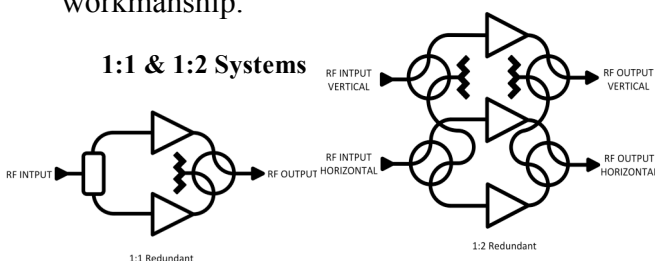 workmanship.
1:1 & 1:2 Systems
RF INTPUT
VERTICAL
RF OUTPUT
VERTICAL
RF INTPUT
HORIZONTAL
RF OUTPUT
HORIZONTAL
RF INTPUT
RF OUTPUT
1:2 Redundant
1:1 Redundant